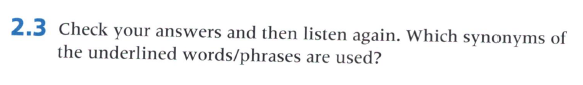 2.3 Check your answers and then listen again. Which synonyms of
the underlined words/phrases are used?